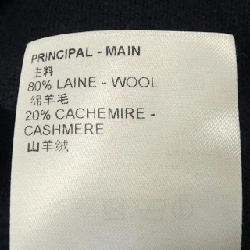 PRINCIPAL - MAIN
主料
80% LAINE - WOOL
绵羊毛
20% CACHEMIRE -
CASHMERE
山羊绒